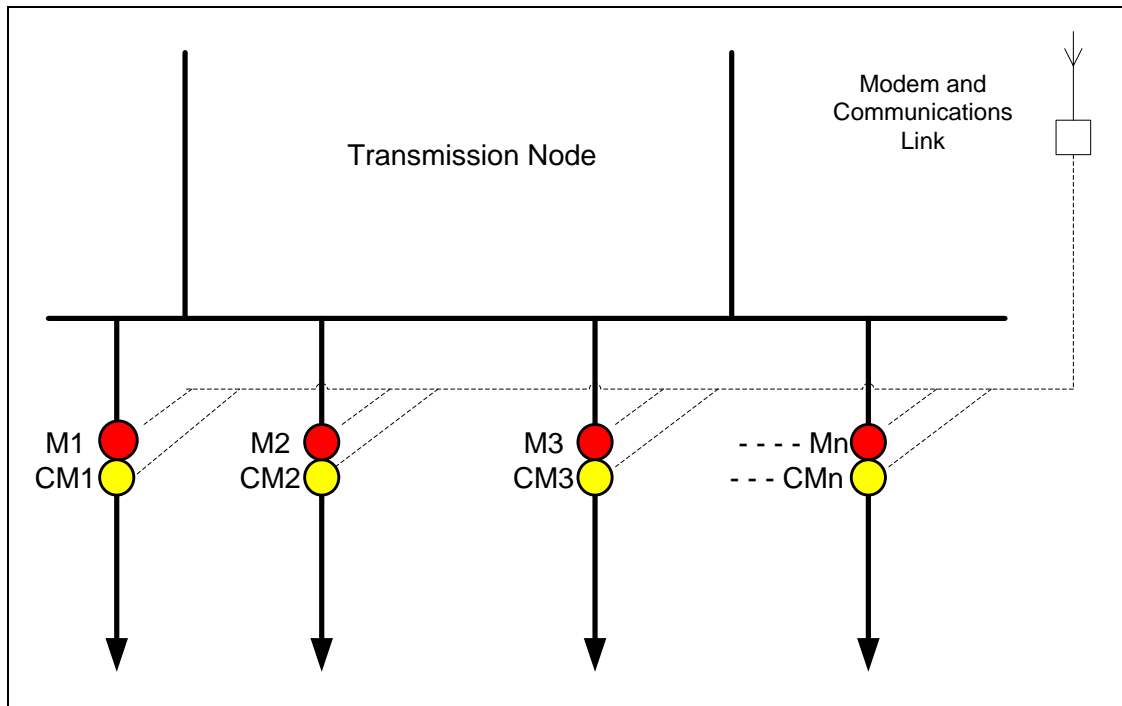 Modem and
Communications
Link
Transmission Node
M1
CM1
M2
CM2
M3
CM3
- - - - Mn
- - - CMn